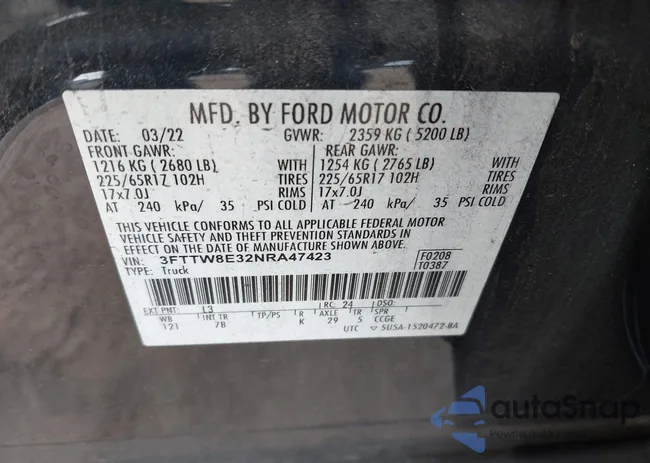 MFD. BY FORD MOTOR CO.
DATE: 03/22 GVWR: 2359 KG ( 5200 LB)
FRONT GAWR: REAR GAWR:
1216 KG ( 2680 LB) WITH 1254 KG ( 2765 LB) WITH
225/65R17 102H TIRES 225/65R17 102H TIRES
17x7.0J RIMS 17x7.0J RIMS
AT 240 kPa/ 35 PSI COLD AT 240 kPa/ 35 PSI COLD
THIS VEHICLE CONFORMS TO ALL APPLICABLE FEDERAL MOTOR
VEHICLE SAFETY AND THEFT PREVENTION STANDARDS IN
EFFECT ON THE DATE OF MANUFACTURE SHOWN ABOVE.
VIN: 3FTTW8E32NRA47423 F0208
TYPE: Truck T0387
EXT PNT: L3 RC: 24 DSO:
WB INT TR TP/PS R AXLE TR SPR
121 7B K 29 S CCGE
UTC 5U5A-1520472-BA
autoSnap